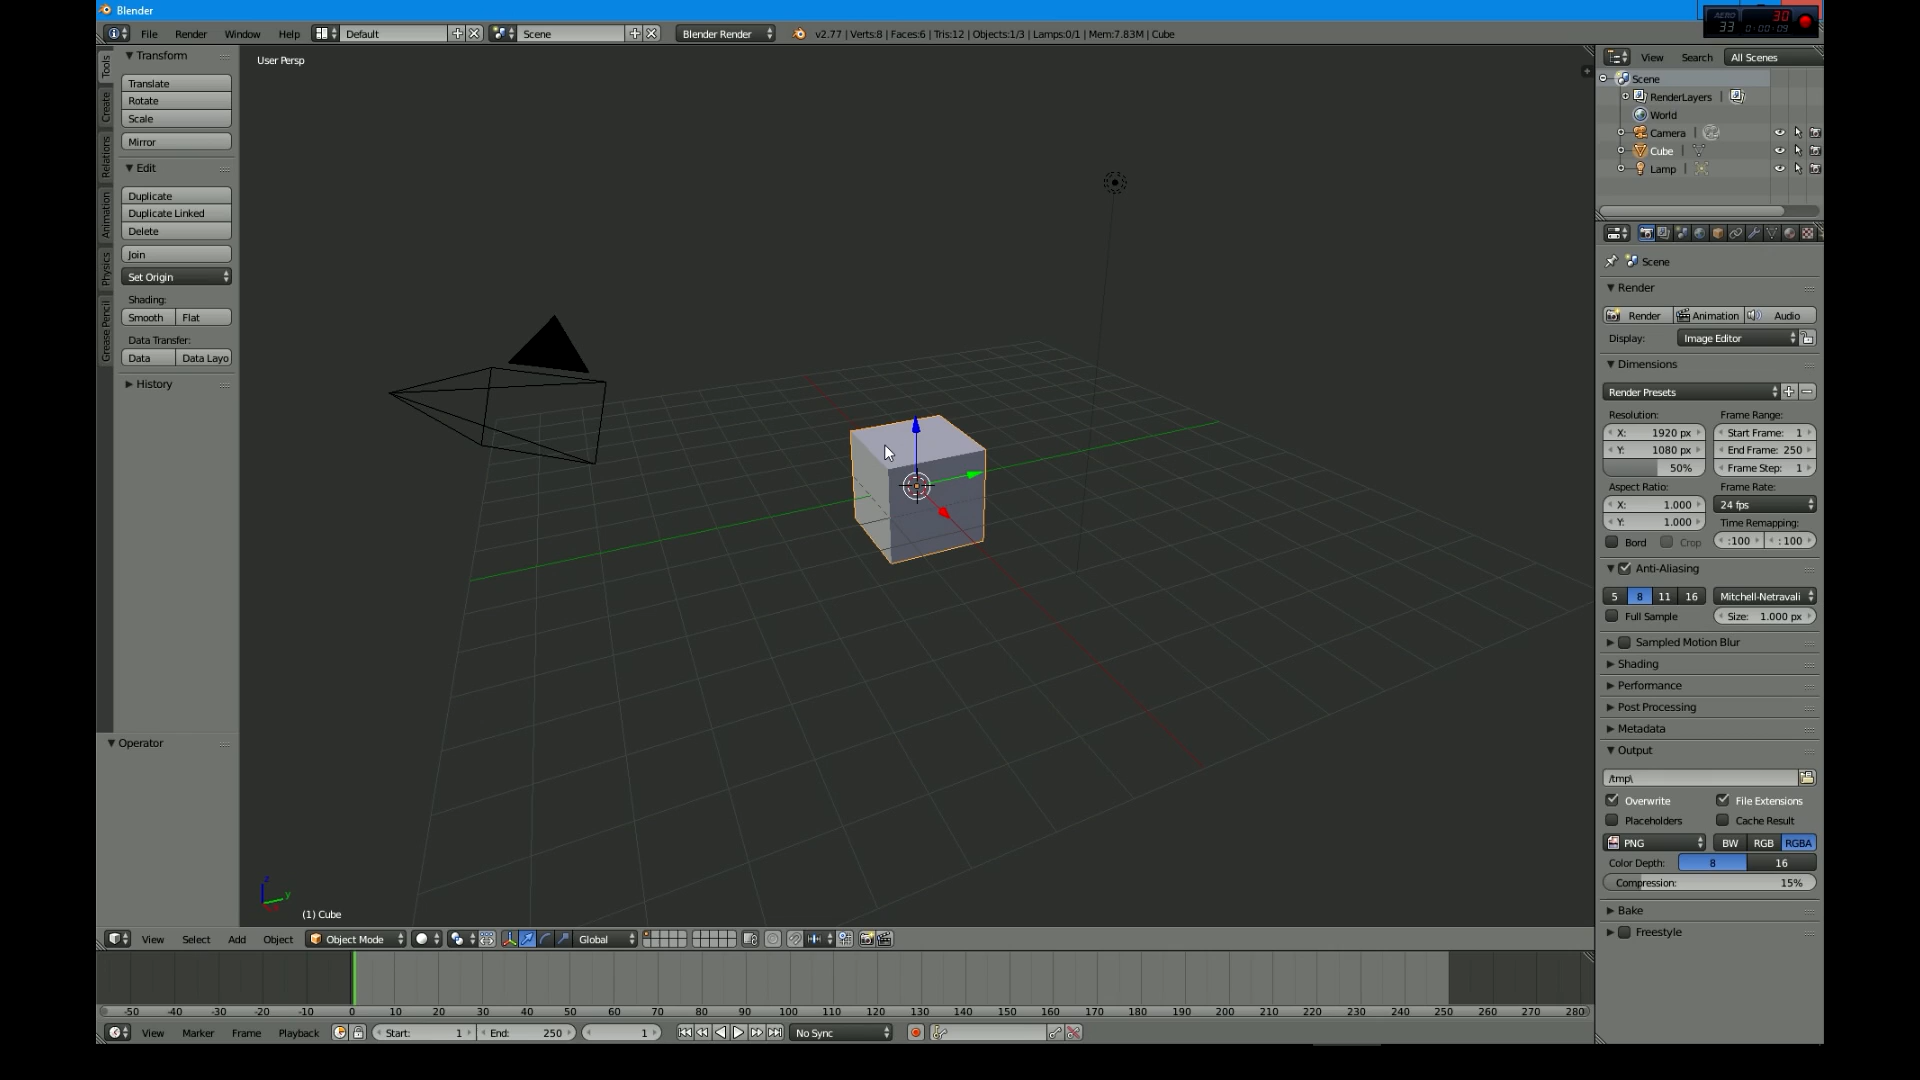 Blender
File Render Window Help Default Scene Blender Render v2.77 | Verts:8 | Faces:6 | Tris:12 | Objects:1/3 | Lamps:0/1 | Mem:7.83M | Cube
30
33 0:00:09
Tools
Create
Relations
Animation
Physics
Grease Pencil
Transform
Translate
Rotate
Scale
Mirror
Edit
Duplicate
Duplicate Linked
Delete
Join
Set Origin
Shading:
Smooth Flat
Data Transfer:
Data Data Layo
History
Operator
User Persp
z
y
(1) Cube
View Select Add Object Object Mode Global
-50 -40 -30 -20 -10 0 10 20 30 40 50 60 70 80 90 100 110 120 130 140 150 160 170 180 190 200 210 220 230 240 250 260 270 280
View Marker Frame Playback Start: 1 End: 250 1 No Sync
View Search All Scenes
Scene
RenderLayers |
World
Camera |
Cube |
Lamp |
Scene
Render
Render Animation Audio
Display: Image Editor
Dimensions
Render Presets
Resolution: Frame Range:
X: 1920 px Start Frame: 1
Y: 1080 px End Frame: 250
50% Frame Step: 1
Aspect Ratio: Frame Rate:
X: 1.000 24 fps
Y: 1.000 Time Remapping:
Bord Crop :100 :100
Anti-Aliasing
5 8 11 16 Mitchell-Netravali
Full Sample Size: 1.000 px
Sampled Motion Blur
Shading
Performance
Post Processing
Metadata
Output
/tmp\
Overwrite File Extensions
Placeholders Cache Result
PNG BW RGB RGBA
Color Depth: 8 16
Compression: 15%
Bake
Freestyle